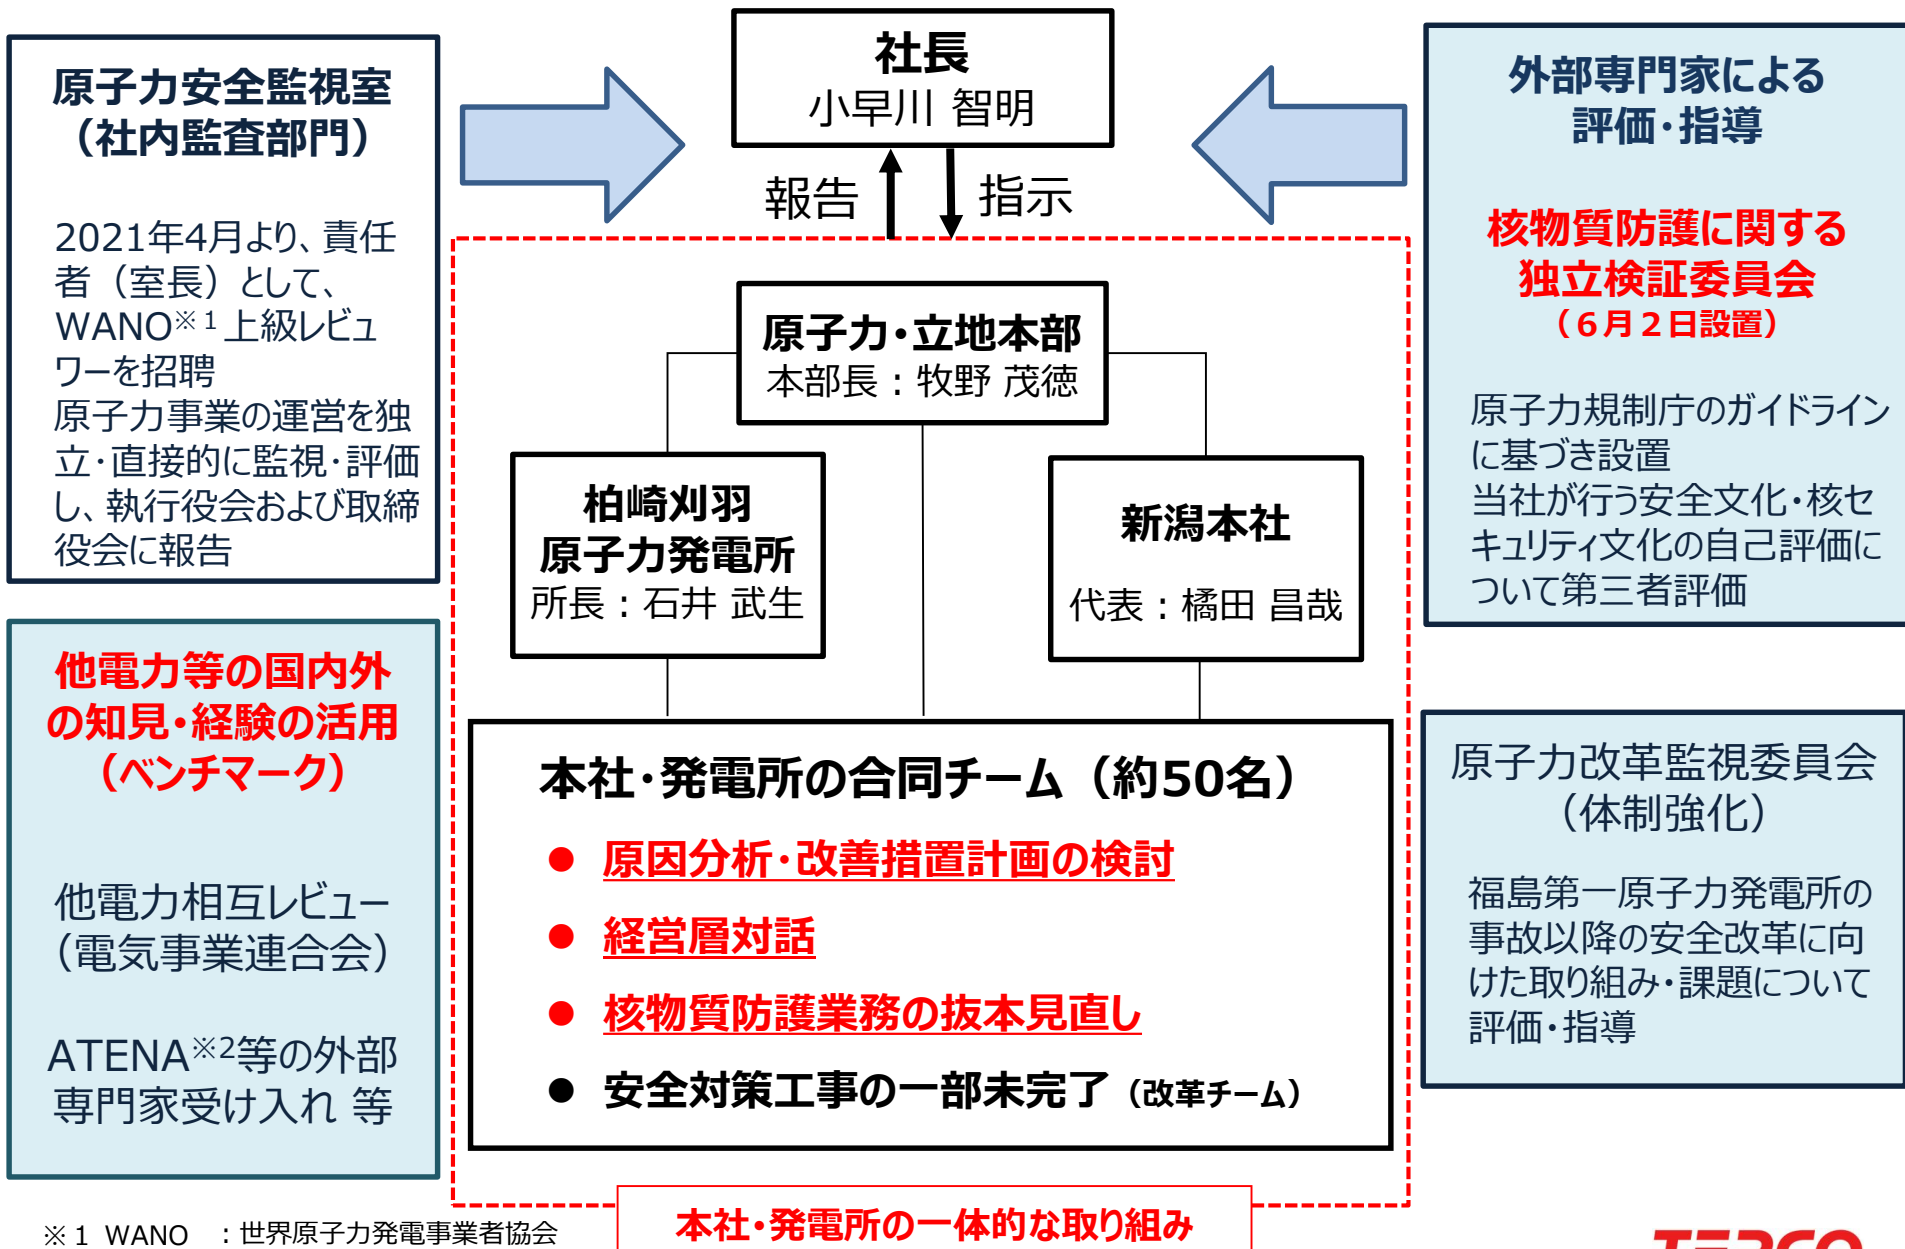 社長
小早川 智明
報告
指示
原子力安全監視室
（社内監査部門）
2021年4月より、責任
者（室長）として、
WANO※1 上級レビュ
ワーを招聘
原子力事業の運営を独
立・直接的に監視・評価
し、執行役会および取締
役会に報告
他電力等の国内外
の知見・経験の活用
（ベンチマーク）
他電力相互レビュー
（電気事業連合会）
ATENA※2等の外部
専門家受け入れ 等
原子力・立地本部
本部長：牧野 茂徳
柏崎刈羽
原子力発電所
所長：石井 武生
新潟本社
代表：橘田 昌哉
本社・発電所の合同チーム（約50名）
● 原因分析・改善措置計画の検討
● 経営層対話
● 核物質防護業務の抜本見直し
● 安全対策工事の一部未完了（改革チーム）
本社・発電所の一体的な取り組み
外部専門家による
評価・指導
核物質防護に関する
独立検証委員会
（６月２日設置）
原子力規制庁のガイドライン
に基づき設置
当社が行う安全文化・核セ
キュリティ文化の自己評価に
ついて第三者評価
原子力改革監視委員会
（体制強化）
福島第一原子力発電所の
事故以降の安全改革に向
けた取り組み・課題について
評価・指導
※１ WANO ：世界原子力発電事業者協会
TEPCO